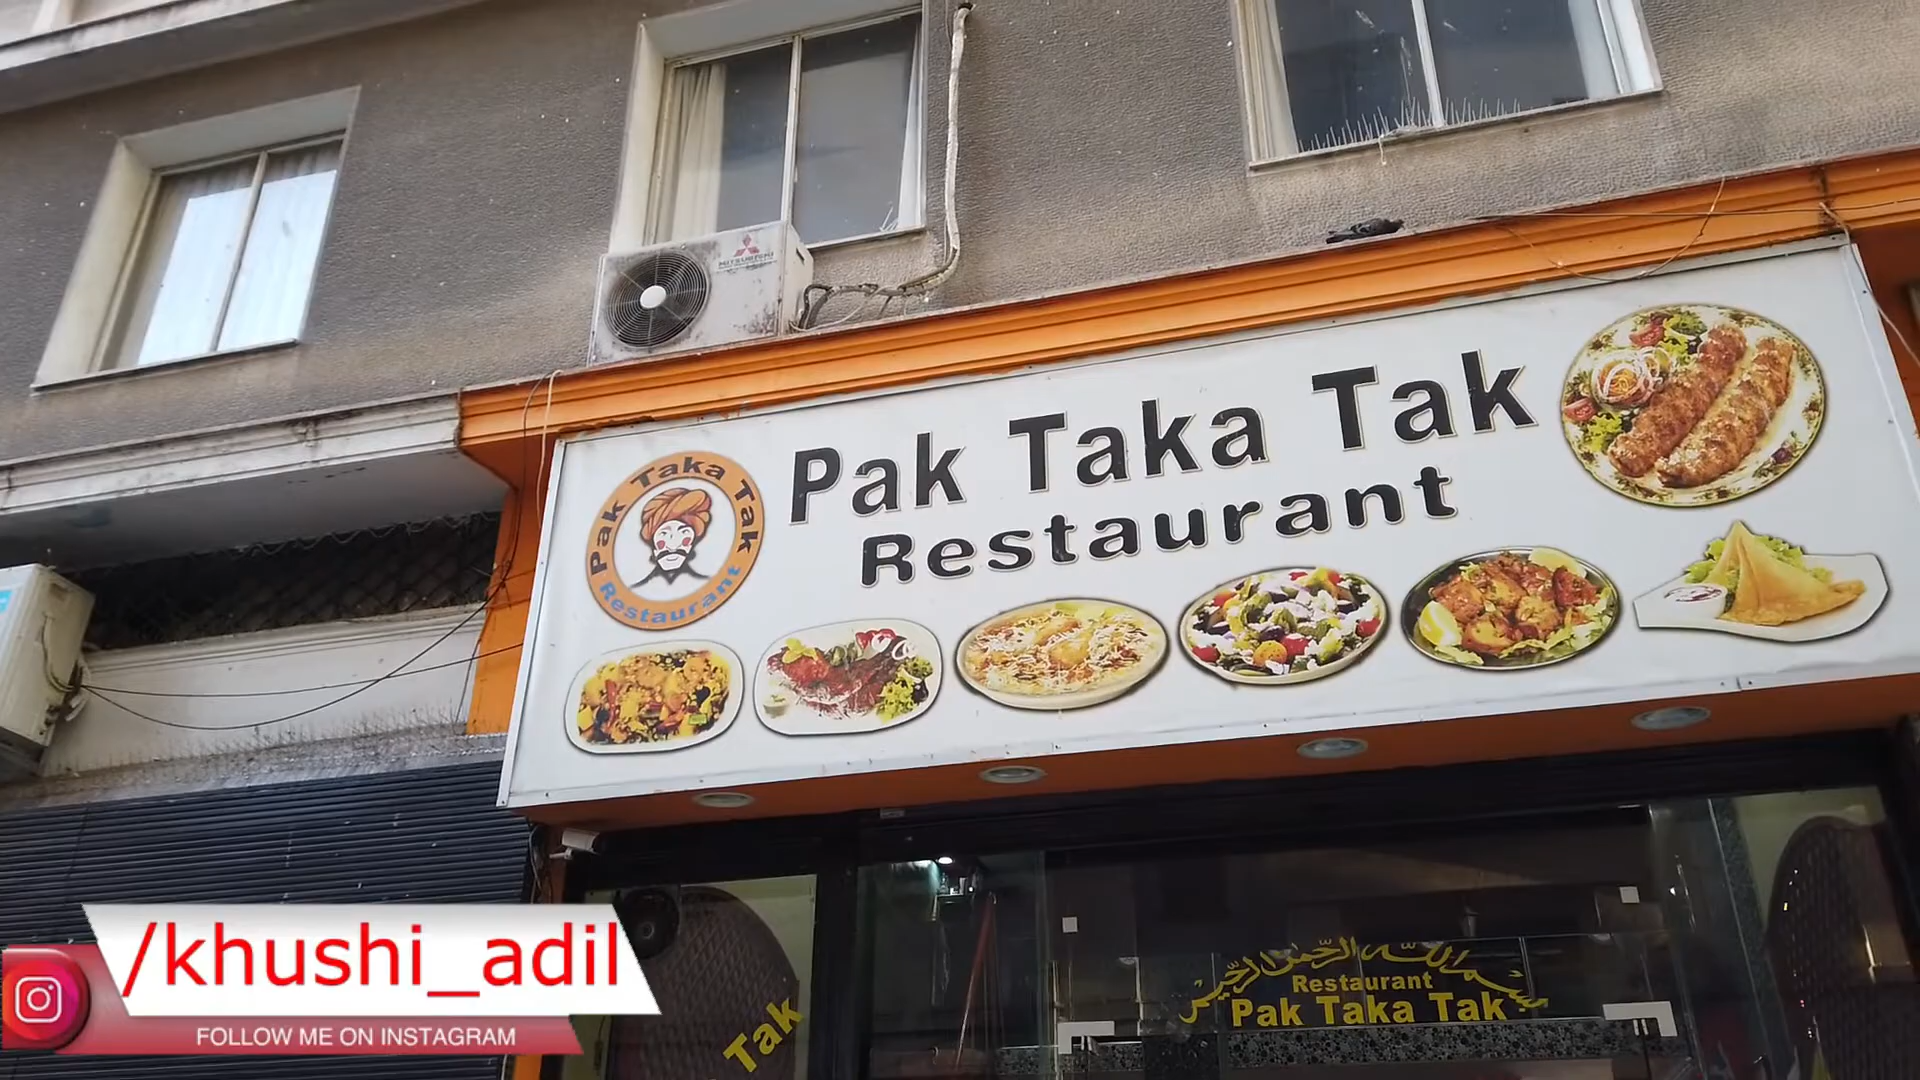 MITSUBISHI
Pak Taka Tak
Restaurant
Pak Taka Tak
Restaurant
بسم الله الرحمن الرحيم
Restaurant
Pak Taka Tak
Tak
/khushi_adil
FOLLOW ME ON INSTAGRAM